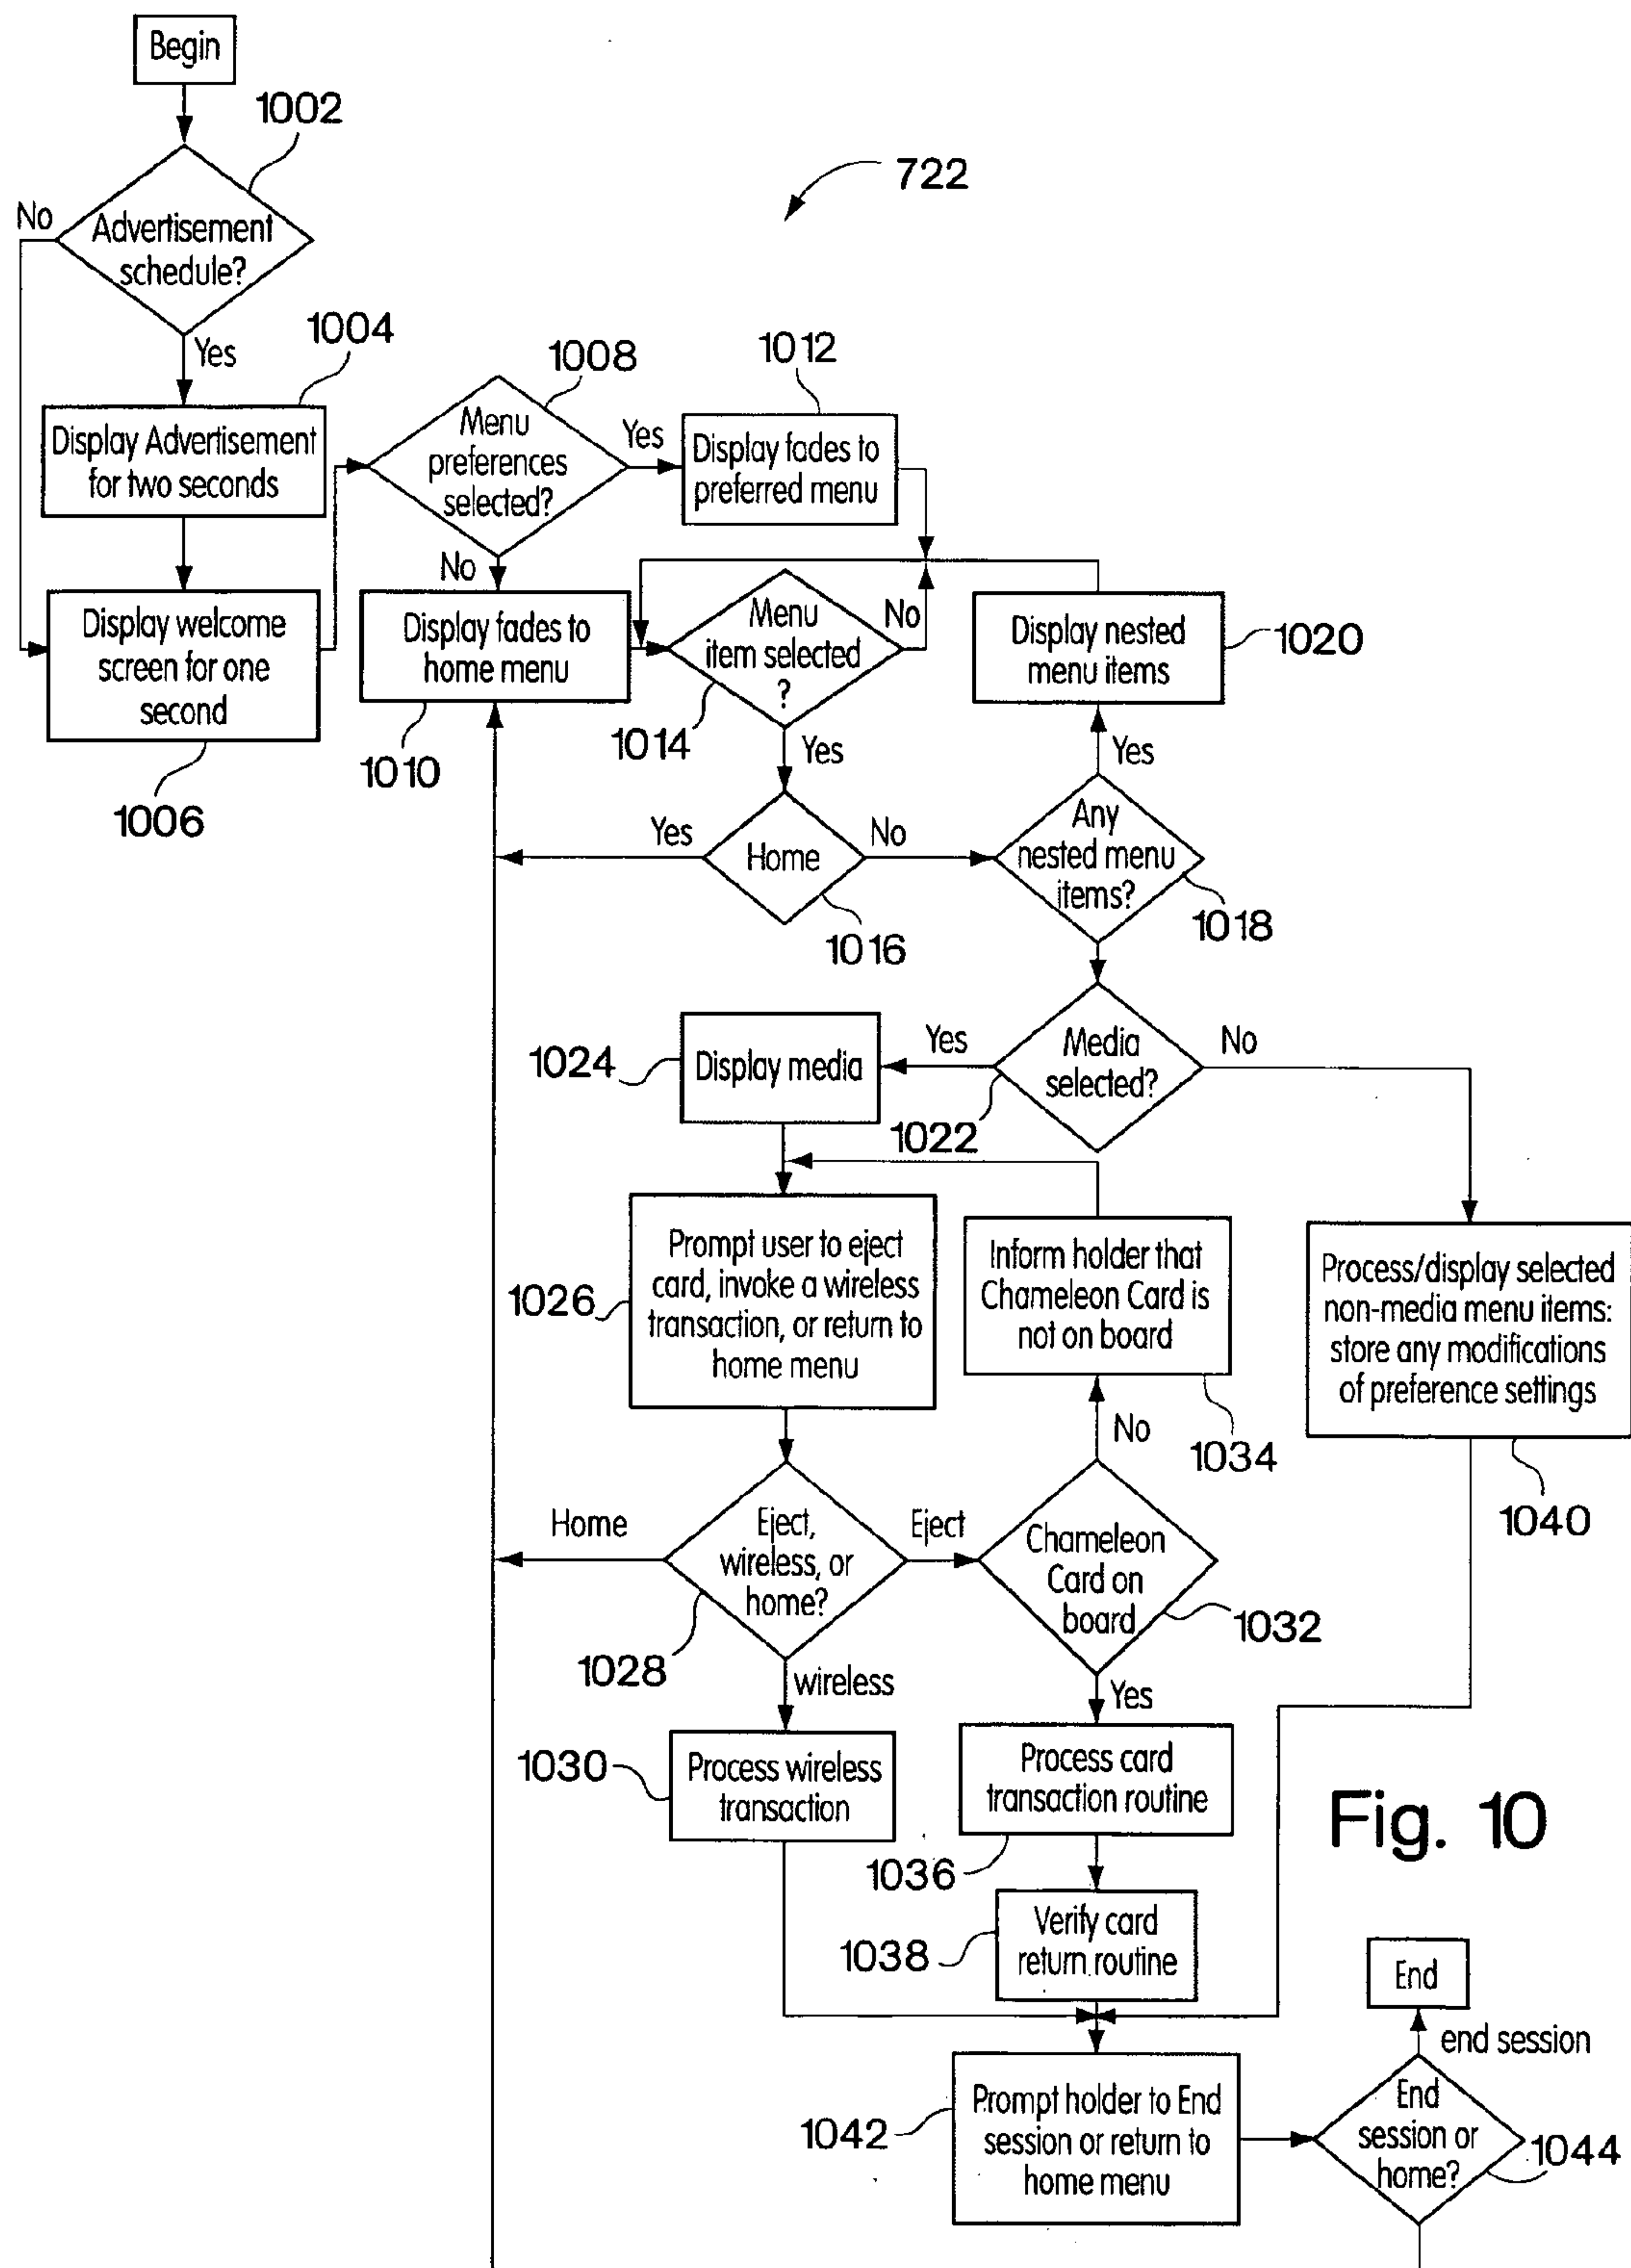 Begin
1002
722
No
Advertisement
schedule?
Yes
1004
Display Advertisement
for two seconds
1008
Menu
preferences
selected?
Yes
1012
Display fades to
preferred menu
No
Display welcome
screen for one
second
1006
Display fades to
home menu
1010
Menu
item selected
?
No
1014
Yes
Display nested
menu items
1020
Yes
Yes
Home
No
1016
Any
nested menu
items?
1018
1024
Display media
Yes
Media
selected?
No
1022
1026
Prompt user to eject
card, invoke a wireless
transaction, or return to
home menu
Inform holder that
Chameleon Card is
not on board
1034
Process/display selected
non-media menu items:
store any modifications
of preference settings
1040
No
Home
Eject,
wireless, or
home?
Eject
1028
Chameleon
Card on
board
1032
wireless
Yes
1030
Process wireless
transaction
Process card
transaction routine
1036
Fig. 10
1038
Verify card
return routine
End
end session
1042
Prompt holder to End
session or return to
home menu
End
session or
home?
1044